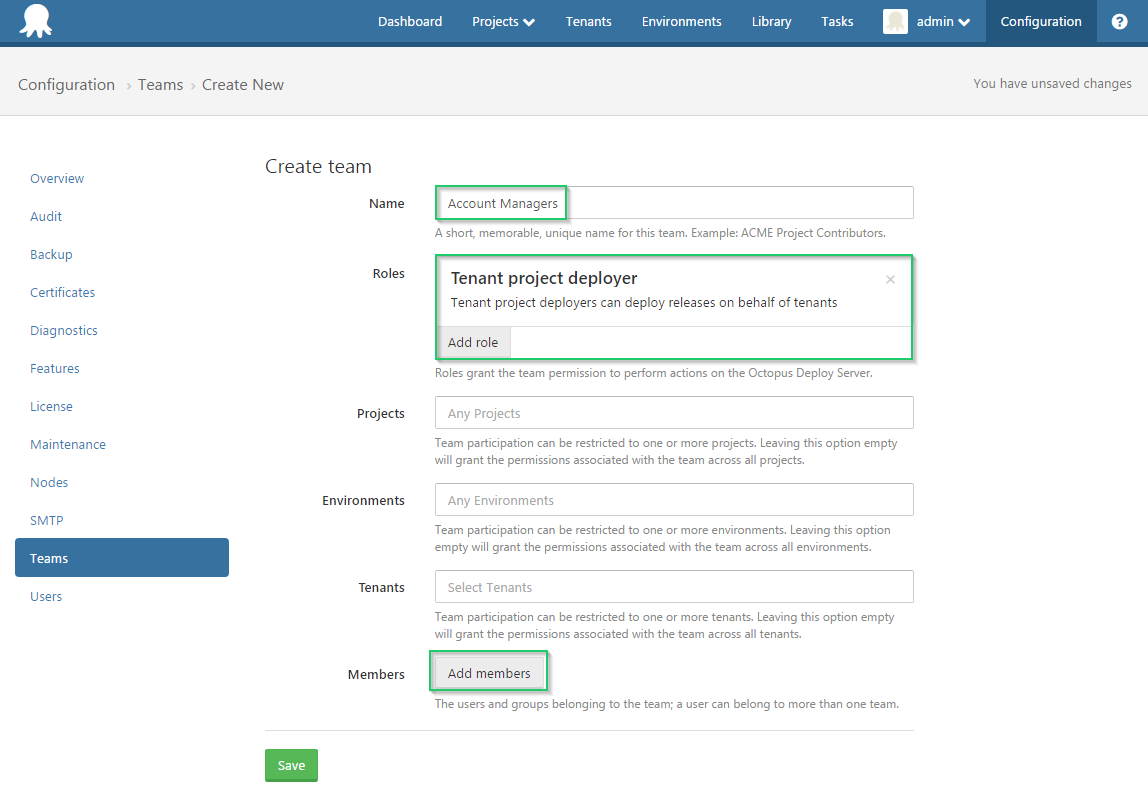 Dashboard Projects Tenants Environments Library Tasks admin Configuration ?
Configuration › Teams › Create New
You have unsaved changes
Overview
Audit
Backup
Certificates
Diagnostics
Features
License
Maintenance
Nodes
SMTP
Teams
Users
Create team
Name
Account Managers
A short, memorable, unique name for this team. Example: ACME Project Contributors.
Roles
Tenant project deployer ×
Tenant project deployers can deploy releases on behalf of tenants
Add role
Roles grant the team permission to perform actions on the Octopus Deploy Server.
Projects
Any Projects
Team participation can be restricted to one or more projects. Leaving this option empty
will grant the permissions associated with the team across all projects.
Environments
Any Environments
Team participation can be restricted to one or more environments. Leaving this option
empty will grant the permissions associated with the team across all environments.
Tenants
Select Tenants
Team participation can be restricted to one or more tenants. Leaving this option empty
will grant the permissions associated with the team across all tenants.
Members
Add members
The users and groups belonging to the team; a user can belong to more than one team.
Save